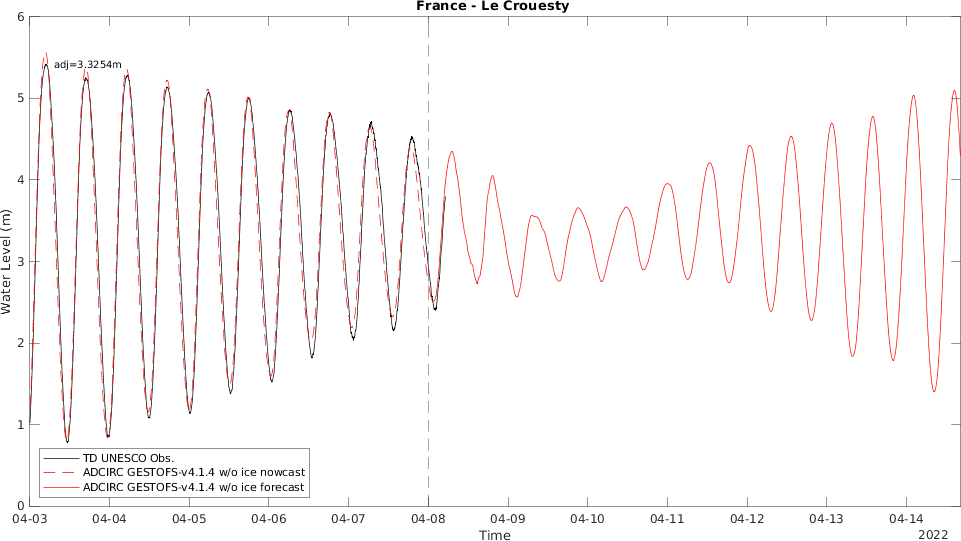 France - Le Crouesty
adj=3.3254m
Water Level (m)
6
5
4
3
2
1
0
TD UNESCO Obs.
ADCIRC GESTOFS-v4.1.4 w/o ice nowcast
ADCIRC GESTOFS-v4.1.4 w/o ice forecast
04-03 04-04 04-05 04-06 04-07 04-08 04-09 04-10 04-11 04-12 04-13 04-14
Time
2022